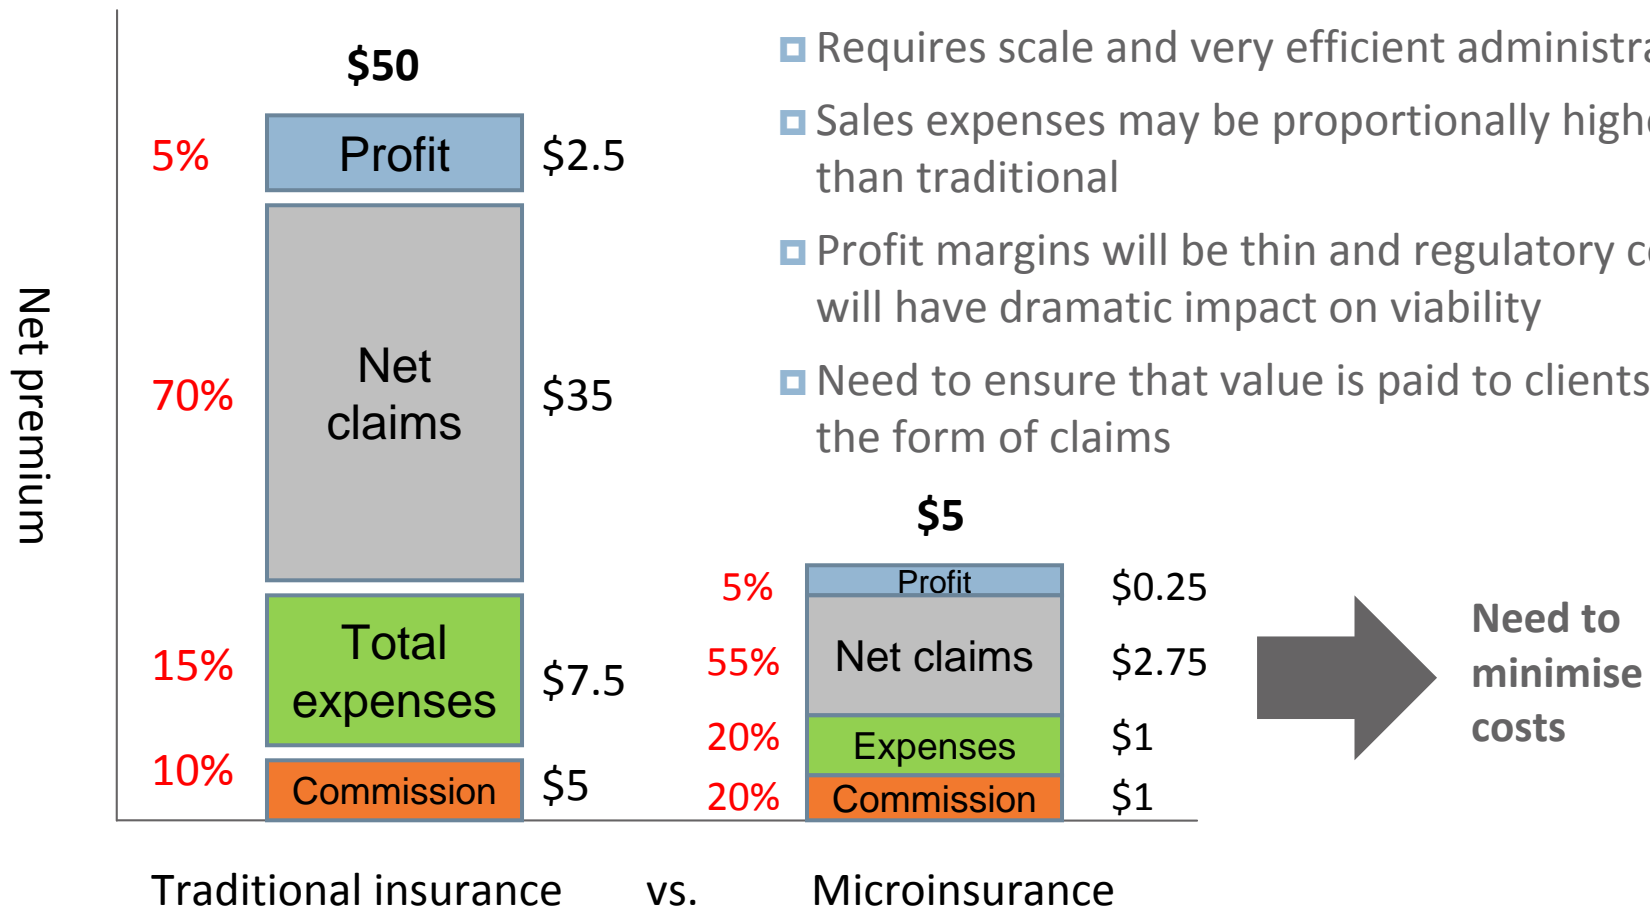 Net premium
$50
5%
Profit
$2.5
70%
Net
claims
$35
15%
Total
expenses
$7.5
10%
Commission
$5
Requires scale and very efficient
Sales expenses may be proportionally
than traditional
Profit margins will be thin and regulatory
will have dramatic impact on viability
Need to ensure that value is paid to clients
the form of claims
$5
5%
Profit
$0.25
55%
Net claims
$2.75
20%
Expenses
$1
20%
Commission
$1
Need to
minimise
costs
Traditional insurance vs. Microinsurance